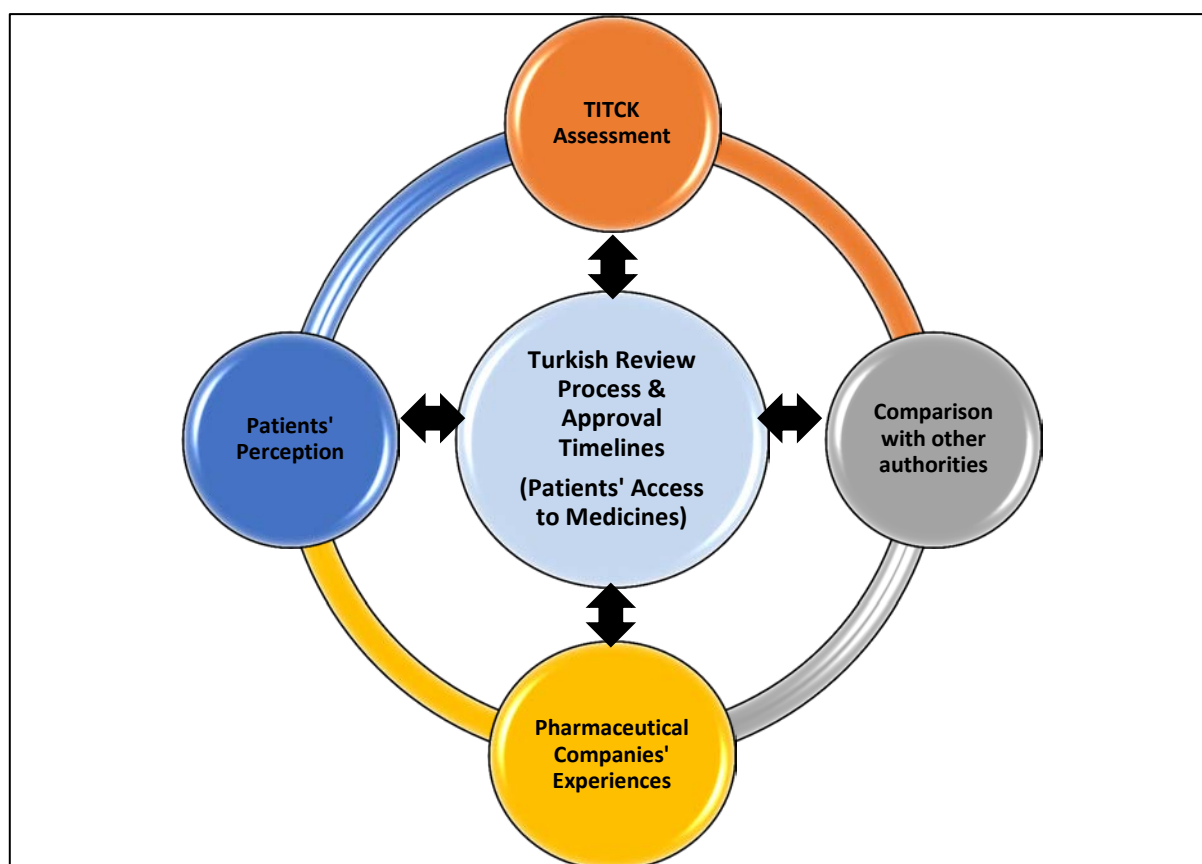 TITCK
Assessment
Patients'
Perception
Turkish Review
Process &
Approval
Timelines
(Patients' Access
to Medicines)
Comparison
with other
authorities
Pharmaceutical
Companies'
Experiences